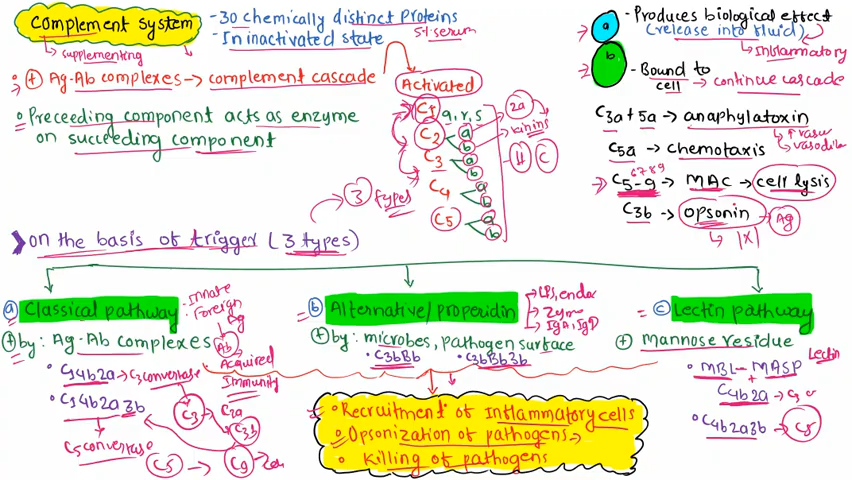 Complement system
supplementing
- 30 chemically distinct Proteins
- In inactivated state
5% serum
(+) Ag-Ab complexes → complement cascade
Activated
Preceeding component acts as enzyme
on succeeding component
C1 q,r,s
C2 a
b
C3 a
b
C4 a
b
C5 a
b
2a
kinins
H C
3 types
a
b
- Produces biological effect
(release into fluid)
Inflammatory
- Bound to
cell → continue cascade
C3a + 5a → anaphylatoxin
C5a → chemotaxis
6 7 8 9
C5-9 → MAC → cell lysis
C3b → opsonin → Ag
On the basis of trigger (3 types)
a Classical pathway
- Innate
- Foreign
Ag
Ab
Acquired
Immunity
(+) by: Ag-Ab complexes
C14b2a → C3 convertase
C14b2a3b
C5 convertase
C3
C2a
C3b
C5 →
C9
b Alternative/properidin
LPS, endo
Zymo
IgA, IgD
(+) by: microbes, pathogen surface
C3bBb
C3bBb3b
c Lectin pathway
+ mannose residue
Lectin
MBL - MASP
+
C4b2a → C3
C4b2a3b → C5
Recruitment of Inflammatory cells
Opsonization of pathogens →
Killing of pathogens